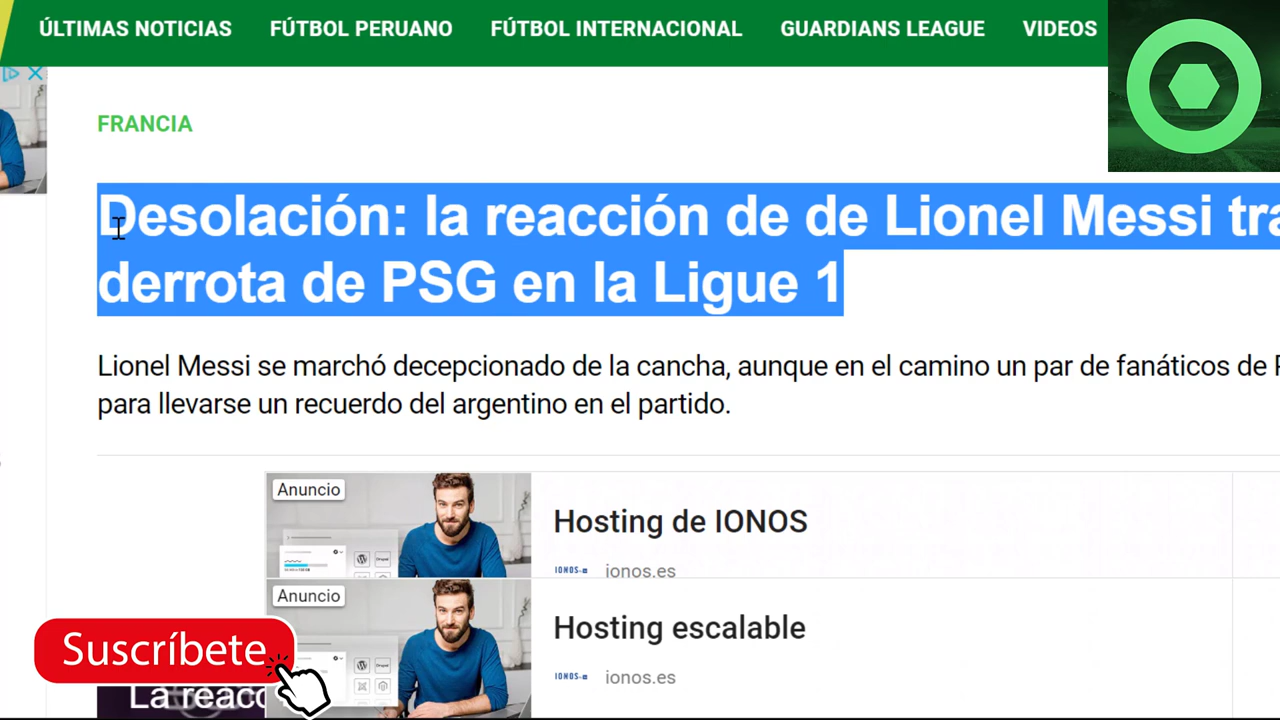 ÚLTIMAS NOTICIAS FÚTBOL PERUANO FÚTBOL INTERNACIONAL GUARDIANS LEAGUE VIDEOS
FRANCIA
Desolación: la reacción de de Lionel Messi
derrota de PSG en la Ligue 1
Lionel Messi se marchó decepcionado de la cancha, aunque en el camino un par de fanáticos de
para llevarse un recuerdo del argentino en el partido.
Anuncio
Hosting de IONOS
IONOS
ionos.es
Anuncio
Hosting escalable
IONOS
ionos.es
Suscríbete
La